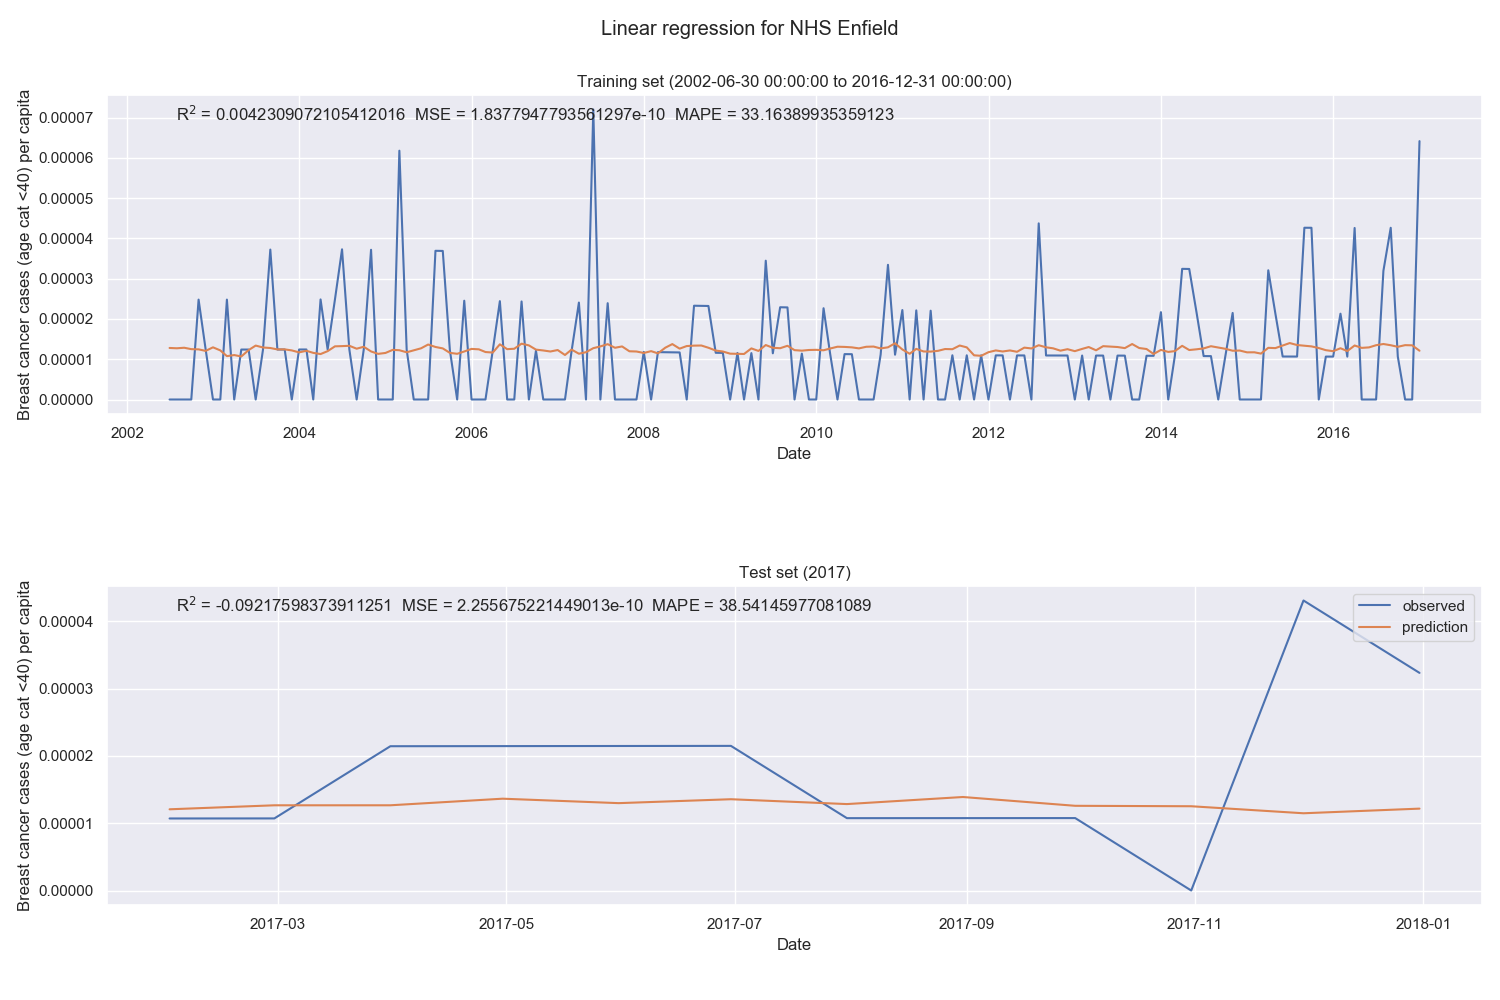 Linear regression for NHS Enfield
Training set (2002-06-30 00:00:00 to 2016-12-31 00:00:00)
R² = 0.0042309072105412016 MSE = 1.8377947793561297e-10 MAPE = 33.16389935359123
Breast cancer cases (age cat <40) per capita
0.00007
0.00006
0.00005
0.00004
0.00003
0.00002
0.00001
0.00000
2002 2004 2006 2008 2010 2012 2014 2016
Date
Test set (2017)
R² = -0.09217598373911251 MSE = 2.255675221449013e-10 MAPE = 38.54145977081089
observed
prediction
Breast cancer cases (age cat <40) per capita
0.00004
0.00003
0.00002
0.00001
0.00000
2017-03 2017-05 2017-07 2017-09 2017-11 2018-01
Date